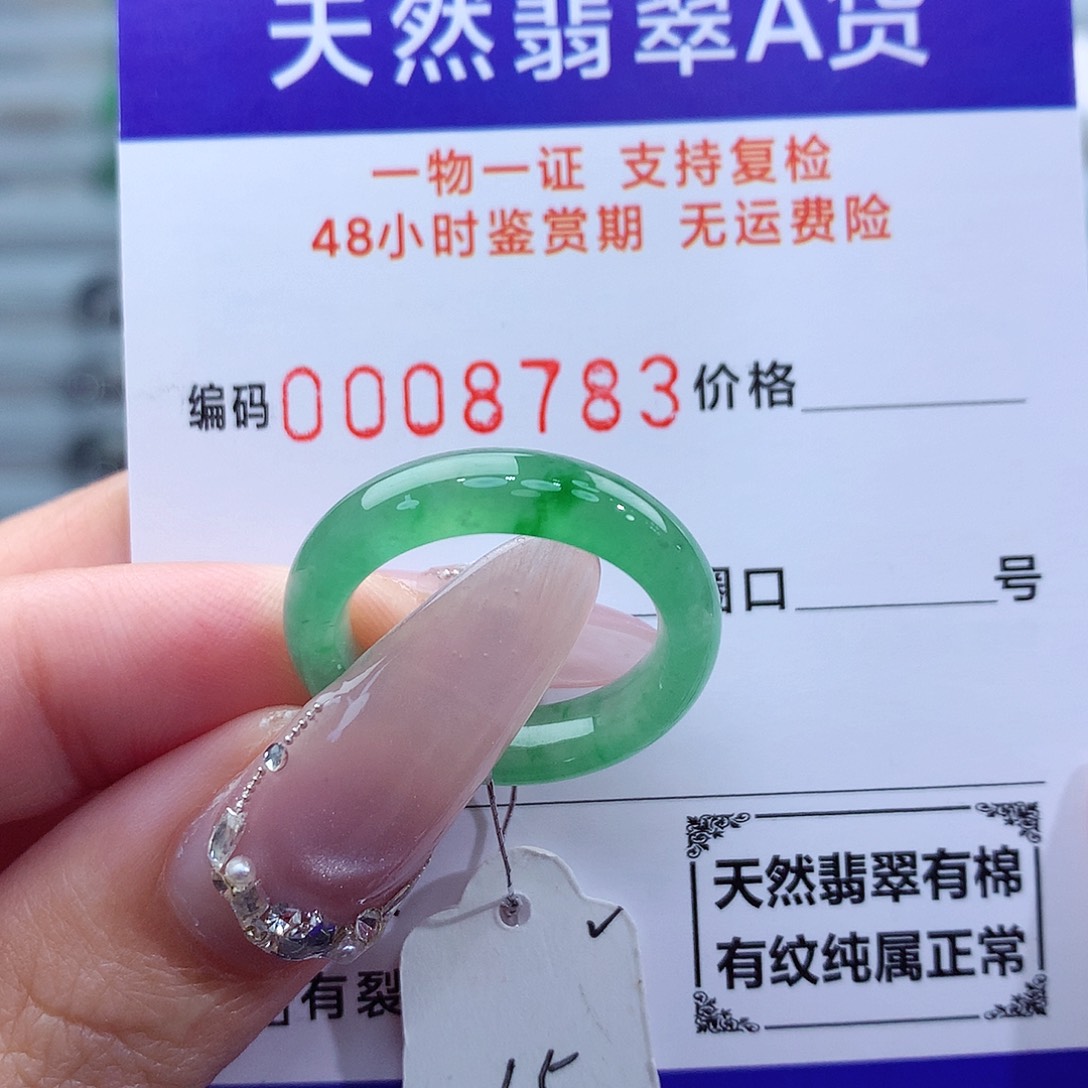 天然翡翠A货
一物一证 支持复检
48小时鉴赏期 无运费险
编码 0008783 价格
圈口 号
天然翡翠有棉
有纹纯属正常
有裂
15